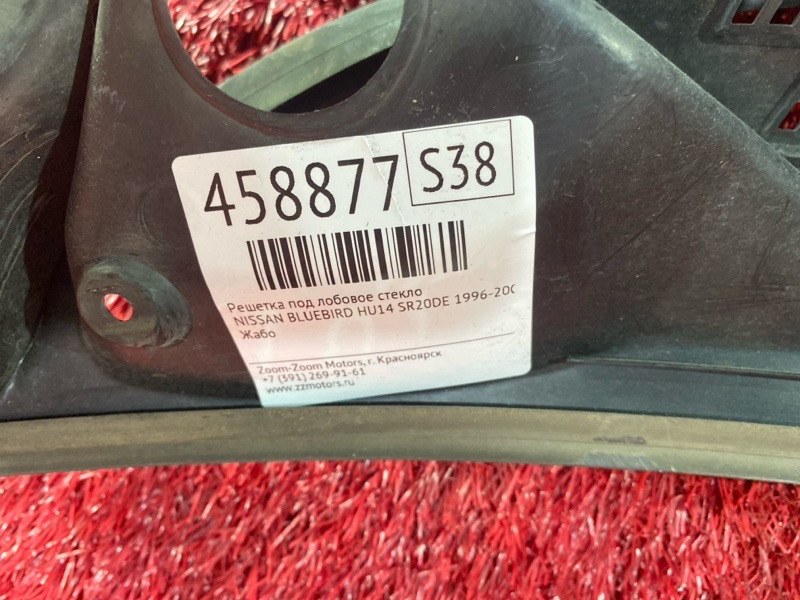 458877 S38
Решетка под лобовое стекло
NISSAN BLUEBIRD HU14 SR20DE 1996-200
Жабо
Zoom-Zoom Motors, г. Красноярск
+7 (391) 269-91-61
www.zzmotors.ru